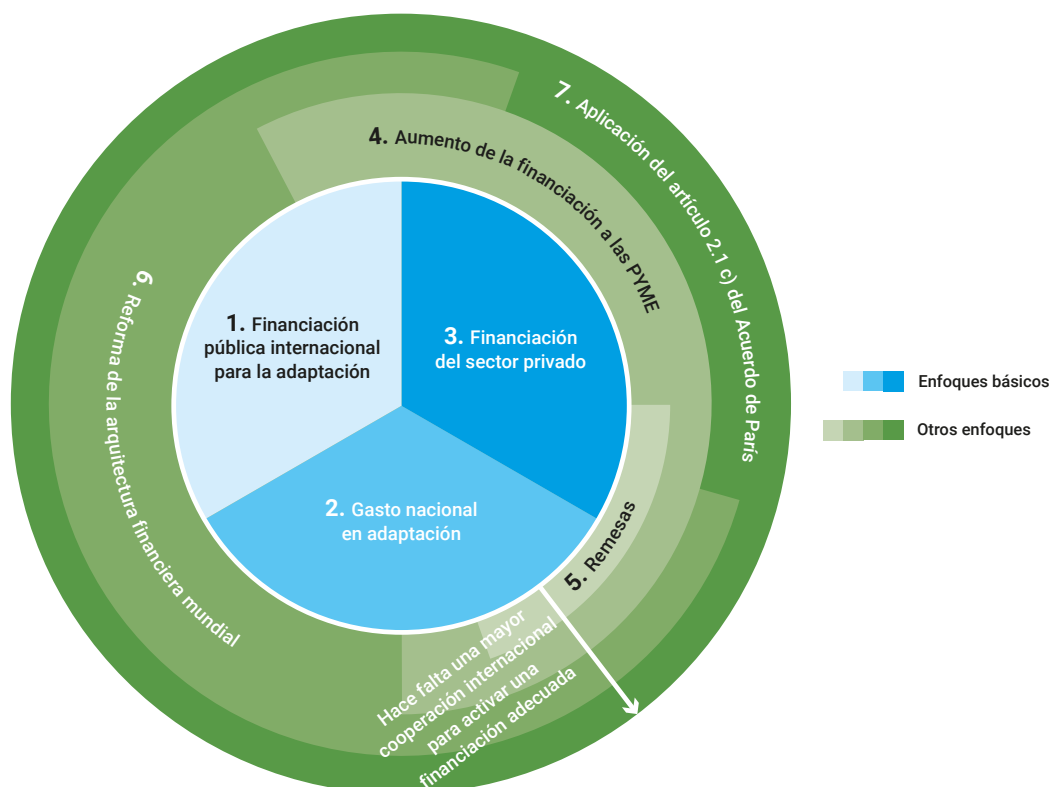 1. Financiación
pública internacional
para la adaptación
2. Gasto nacional
en adaptación
3. Financiación
del sector privado
4. Aumento de la financiación a las PYME
5. Remesas
6. Reforma de la arquitectura financiera mundial
7. Aplicación del artículo 2.1 c) del Acuerdo de París
Hace falta una mayor
cooperación internacional
para activar una
financiación adecuada
Enfoques básicos
Otros enfoques